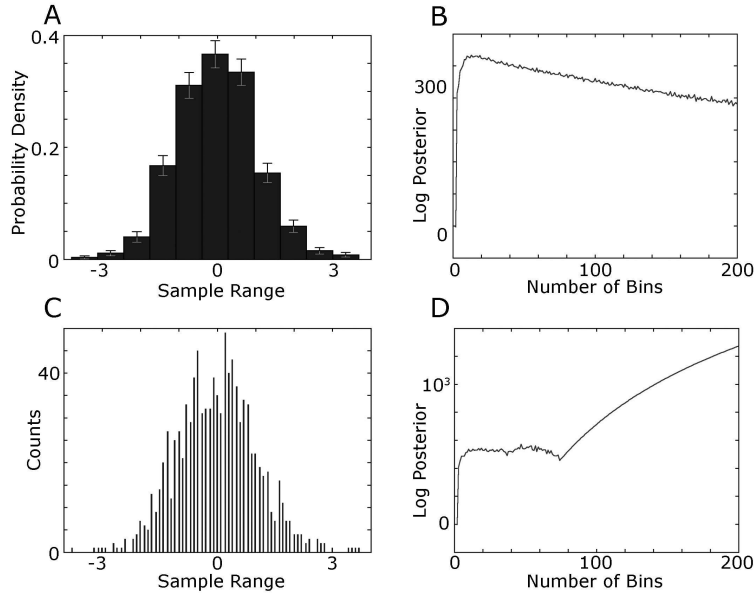 A
Probability Density
0.4
0.2
0
-3
0
3
Sample Range
B
Log Posterior
300
0
0
100
200
Number of Bins
C
Counts
40
0
-3
0
3
Sample Range
D
Log Posterior
10³
0
0
100
200
Number of Bins